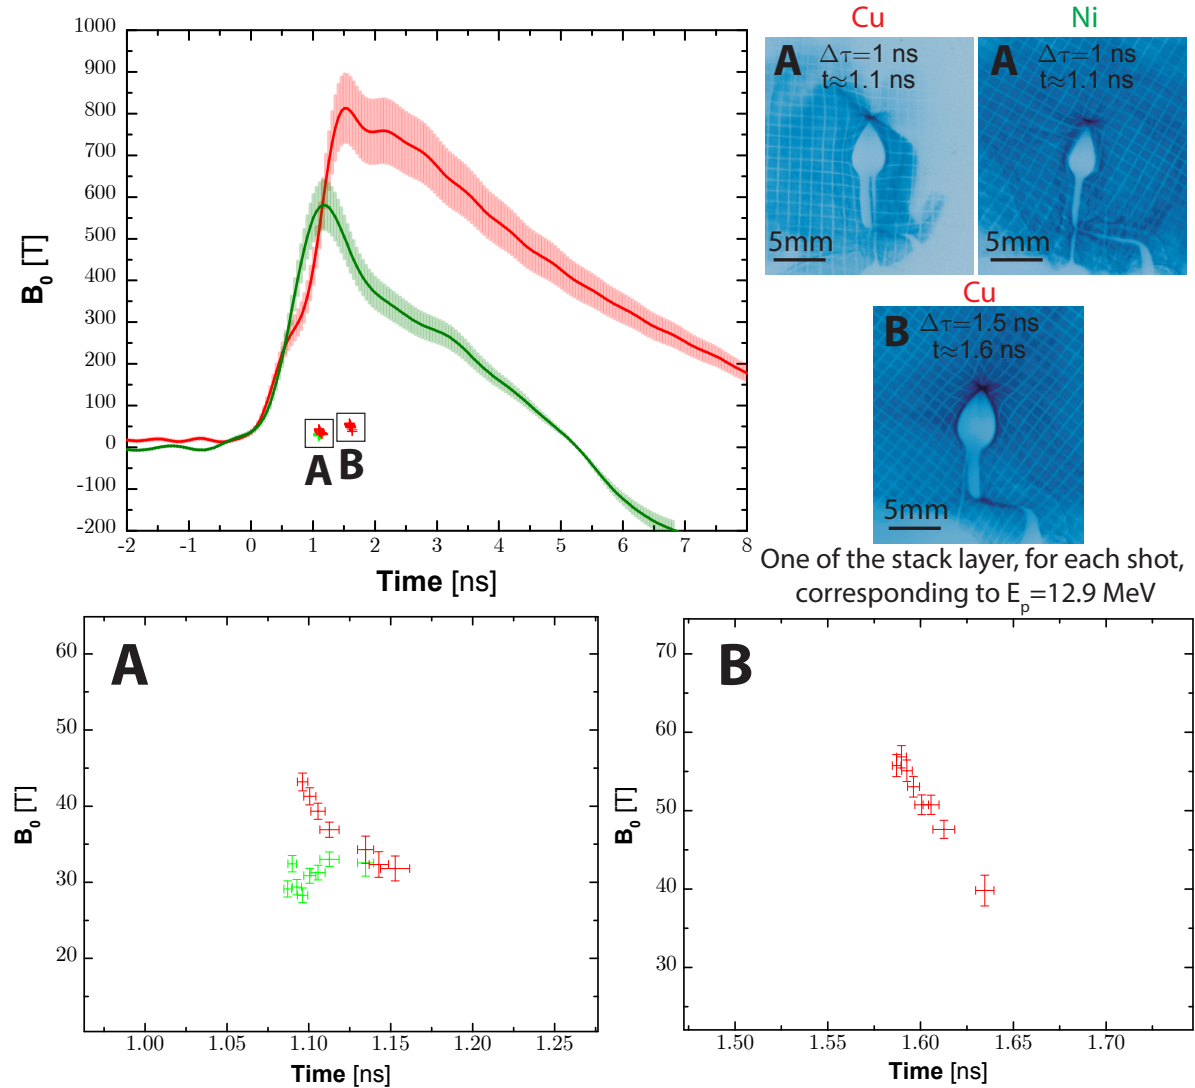 Cu
Ni
1000
900
800
700
600
500
400
300
200
100
0
-100
-200
B₀ [T]
-2
-1
0
1
2
3
4
5
6
7
8
Time [ns]
A
B
A
Δτ=1 ns
t≈1.1 ns
5mm
A
Δτ=1 ns
t≈1.1 ns
5mm
Cu
B
Δτ=1.5 ns
t≈1.6 ns
5mm
One of the stack layer, for each shot,
corresponding to Eₚ=12.9 MeV
A
60
50
40
30
20
B₀ [T]
1.00
1.05
1.10
1.15
1.20
1.25
Time [ns]
B
70
60
50
40
30
B₀ [T]
1.50
1.55
1.60
1.65
1.70
Time [ns]